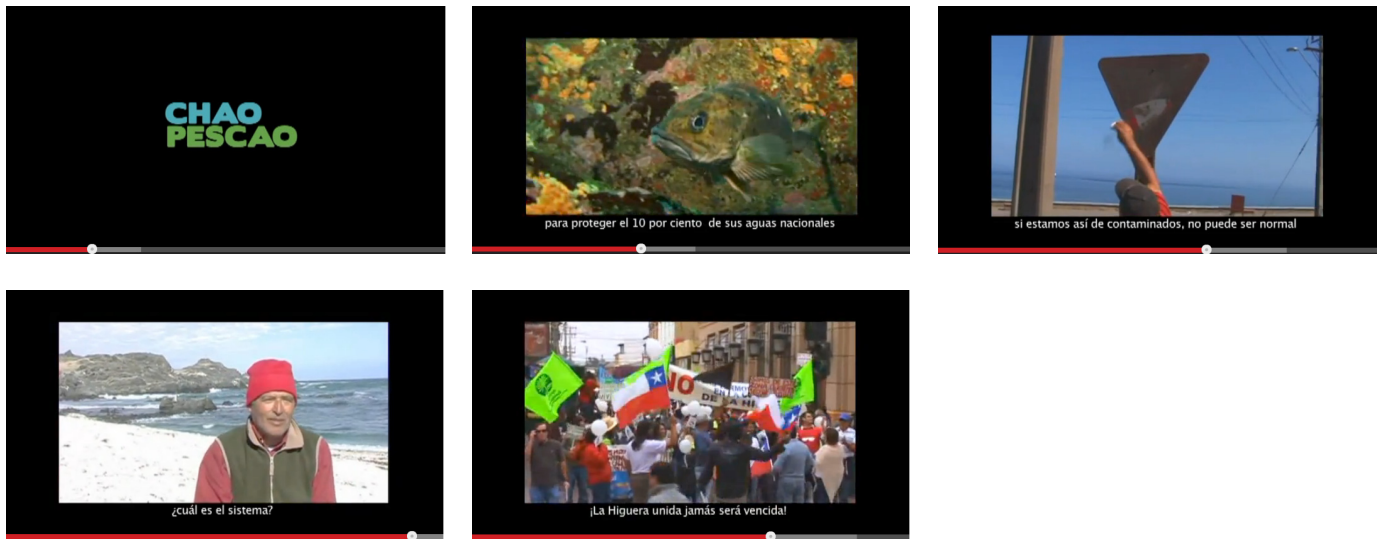 CHAO
PESCAO
para proteger el 10 por ciento de sus aguas nacionales
si estamos así de contaminados, no puede ser normal
¿cuál es el sistema?
NO
¡La Higuera unida jamás será vencida!